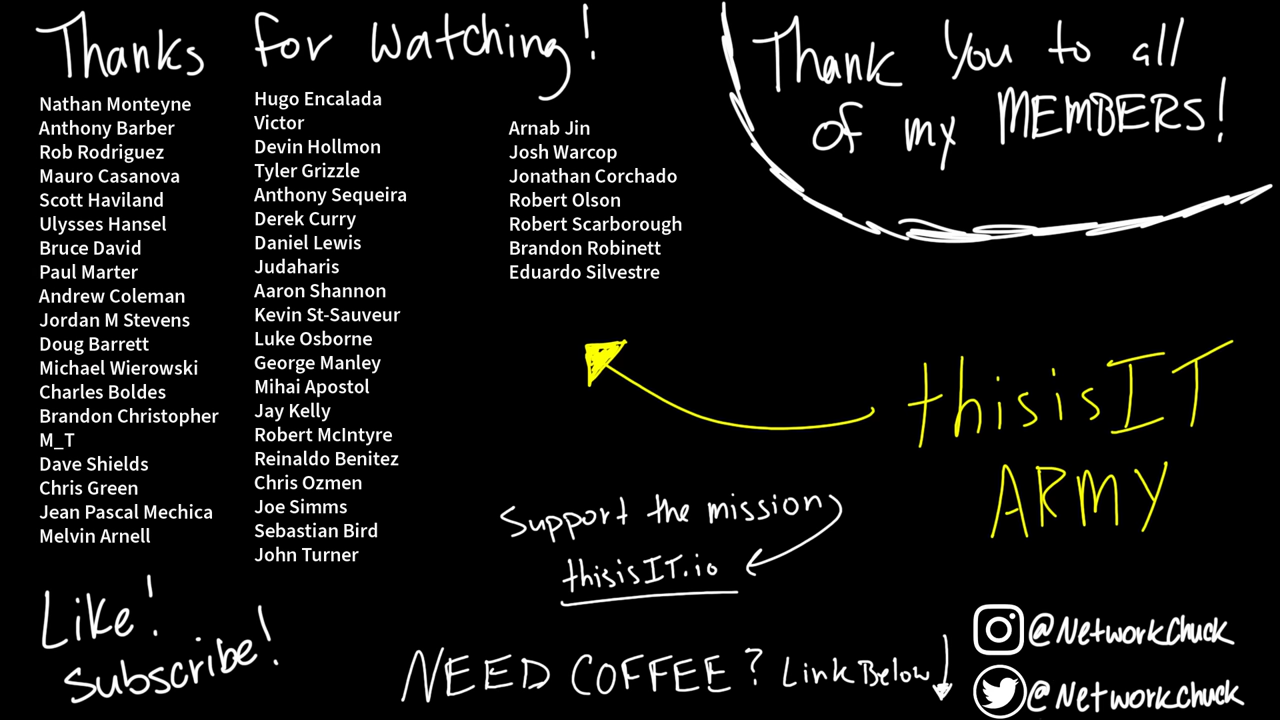 Thanks for watching!
Nathan Monteyne
Anthony Barber
Rob Rodriguez
Mauro Casanova
Scott Haviland
Ulysses Hansel
Bruce David
Paul Marter
Andrew Coleman
Jordan M Stevens
Doug Barrett
Michael Wierowski
Charles Boldes
Brandon Christopher
M_T
Dave Shields
Chris Green
Jean Pascal Mechica
Melvin Arnell
Hugo Encalada
Victor
Devin Hollmon
Tyler Grizzle
Anthony Sequeira
Derek Curry
Daniel Lewis
Judaharis
Aaron Shannon
Kevin St-Sauveur
Luke Osborne
George Manley
Mihai Apostol
Jay Kelly
Robert McIntyre
Reinaldo Benitez
Chris Ozmen
Joe Simms
Sebastian Bird
John Turner
Arnab Jin
Josh Warcop
Jonathan Corchado
Robert Olson
Robert Scarborough
Brandon Robinett
Eduardo Silvestre
Thank you to all
of my MEMBERS!
thisisIT
ARMY
Support the mission
thisisIT.io
Like!
Subscribe!
NEED COFFEE? Link Below
@NetworkChuck
@NetworkChuck